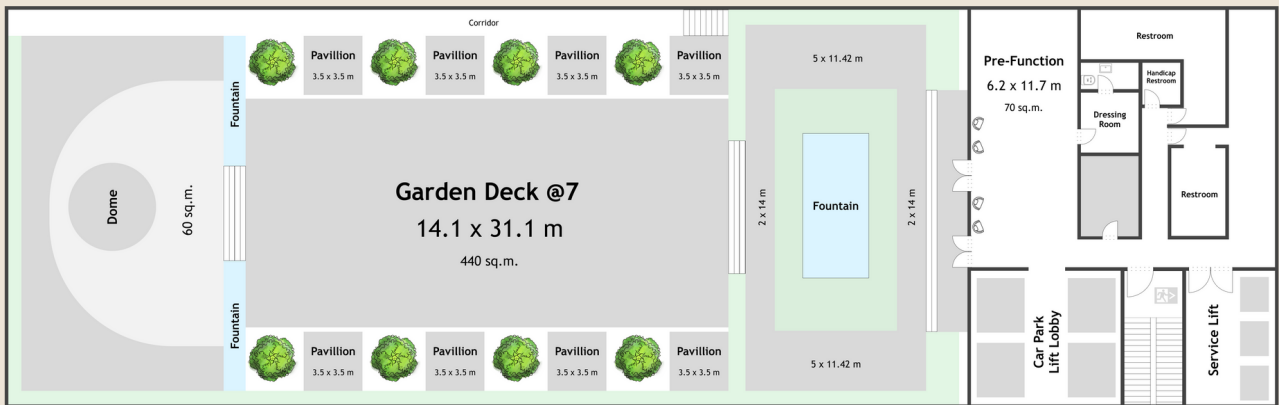 Corridor
Pavillion
3.5 x 3.5 m
Pavillion
3.5 x 3.5 m
Pavillion
3.5 x 3.5 m
Pavillion
3.5 x 3.5 m
Fountain
Dome
60 sq.m.
Garden Deck @7
14.1 x 31.1 m
440 sq.m.
Fountain
Pavillion
3.5 x 3.5 m
Pavillion
3.5 x 3.5 m
Pavillion
3.5 x 3.5 m
Pavillion
3.5 x 3.5 m
5 x 11.42 m
2 x 14 m
Fountain
2 x 14 m
5 x 11.42 m
Pre-Function
6.2 x 11.7 m
70 sq.m.
Restroom
Handicap
Restroom
Dressing
Room
Restroom
Car Park
Lift Lobby
Service Lift